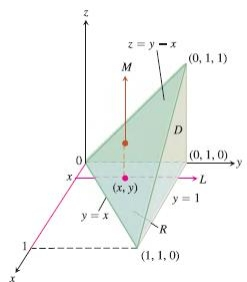 z
z = y − x
M
(0, 1, 1)
D
0
(0, 1, 0)
y
x
L
(x, y)
y = 1
y = x
R
1
(1, 1, 0)
x